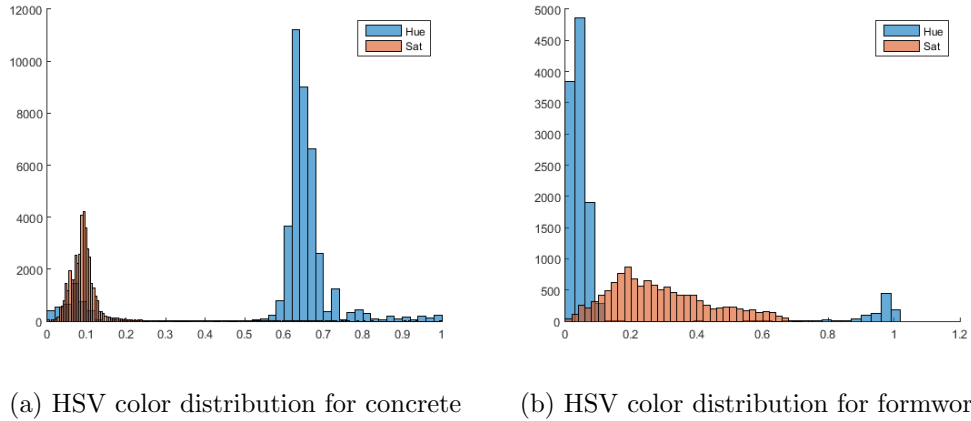 12000
10000
8000
6000
4000
2000
0
0 0.1 0.2 0.3 0.4 0.5 0.6 0.7 0.8 0.9 1
Hue
Sat
5000
4500
4000
3500
3000
2500
2000
1500
1000
500
0
0 0.2 0.4 0.6 0.8 1 1.2
Hue
Sat
(a) HSV color distribution for concrete
(b) HSV color distribution for formwor